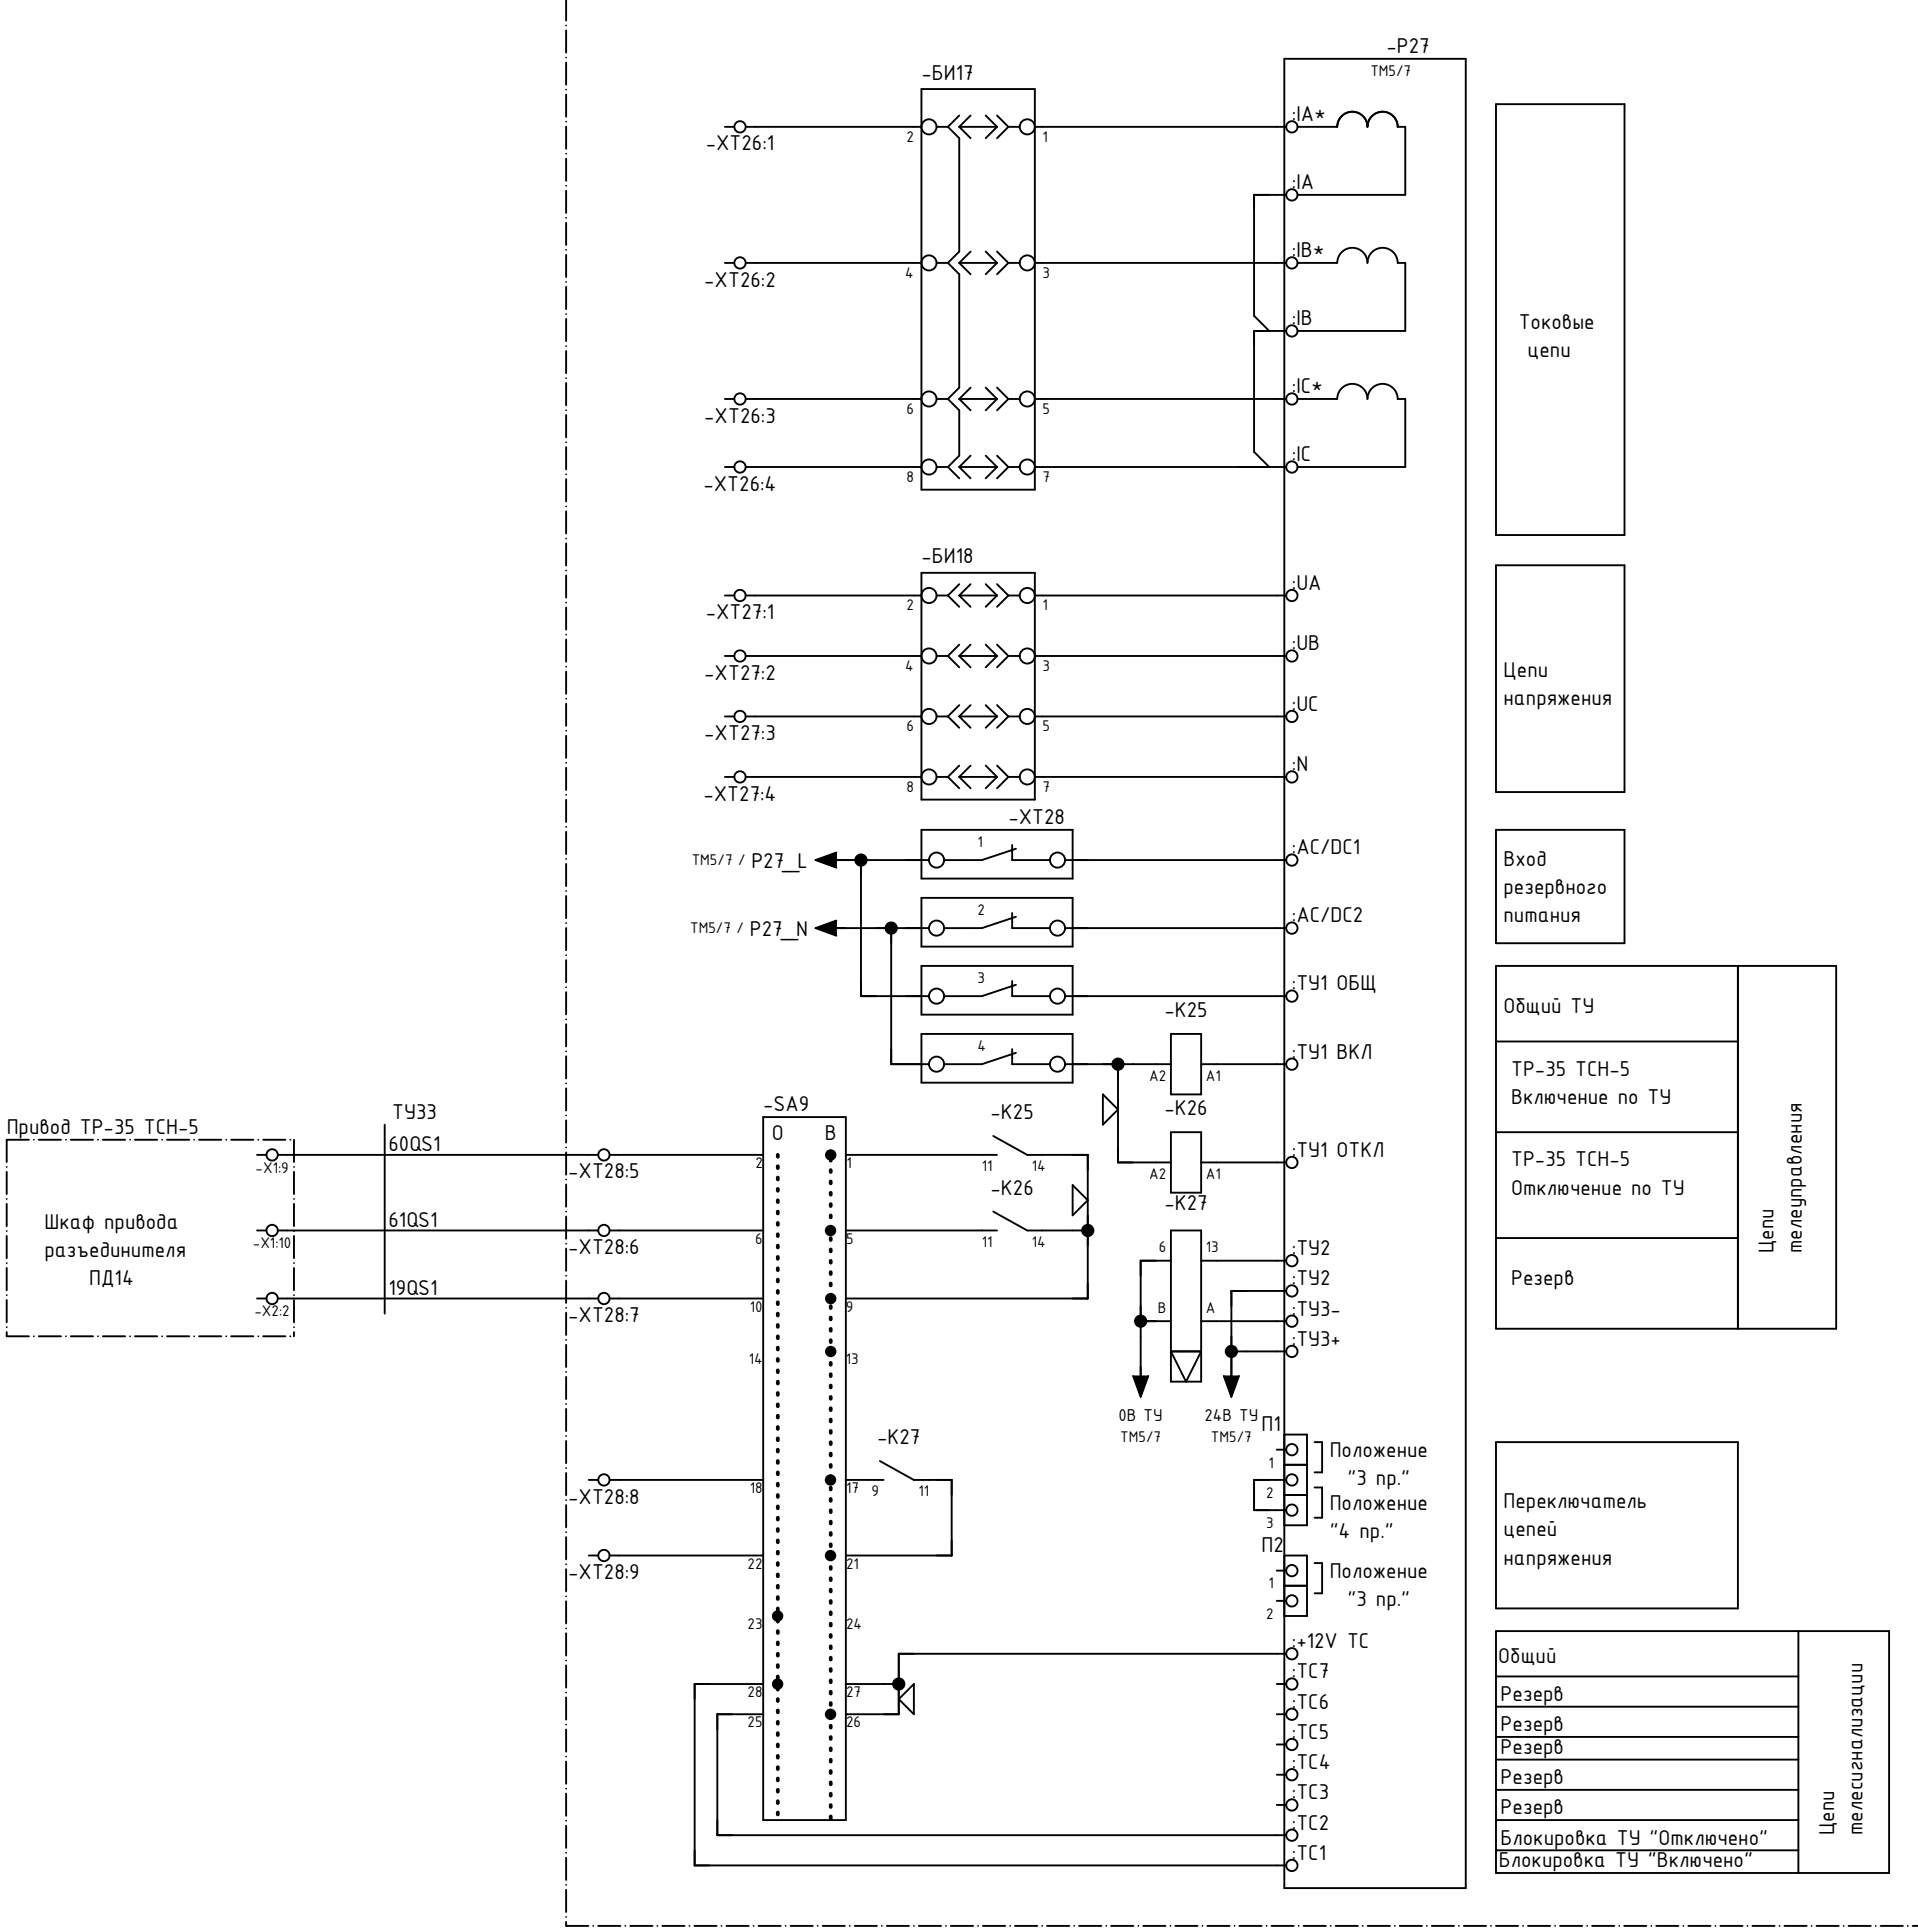 -P27
TM5/7
-БИ17
:IA*
-XT26:1
2
1
:IA
:IB*
-XT26:2
4
3
:IB
Токовые
цепи
:IC*
-XT26:3
6
5
:IC
-XT26:4
8
7
-БИ18
:UA
-XT27:1
2
1
:UB
-XT27:2
4
3
Цепи
напряжения
:UC
-XT27:3
6
5
:N
-XT27:4
8
7
-XT28
TM5/7 / P27_L
1
:AC/DC1
Вход
резервного
питания
TM5/7 / P27_N
2
:AC/DC2
3
:ТУ1 ОБЩ
Общий ТУ
-K25
4
A2
A1
:ТУ1 ВКЛ
ТР-35 ТСН-5
Включение по ТУ
-K26
A2
A1
:ТУ1 ОТКЛ
ТР-35 ТСН-5
Отключение по ТУ
Цепи
телеуправления
-K27
6
13
:ТУ2
:ТУ2
B
A
:ТУ3-
:ТУ3+
Резерв
0В ТУ
TM5/7
24В ТУ
TM5/7
Привод ТР-35 ТСН-5
ТУ33
-SA9
O
B
-X1:9
60QS1
-XT28:5
2
1
-K25
11
14
Шкаф привода
разъединителя
ПД14
-X1:10
61QS1
-XT28:6
6
5
-K26
11
14
-X2:2
19QS1
-XT28:7
10
9
14
13
-K27
-XT28:8
18
17
9
11
-XT28:9
22
21
23
24
28
27
25
26
П1
1
2
3
Положение
"3 пр."
Положение
"4 пр."
П2
1
2
Положение
"3 пр."
Переключатель
цепей
напряжения
:+12V TC
Общий
:TC7
Резерв
:TC6
Резерв
:TC5
Резерв
:TC4
Резерв
:TC3
Резерв
:TC2
Блокировка ТУ "Отключено"
:TC1
Блокировка ТУ "Включено"
Цепи
телесигнализации